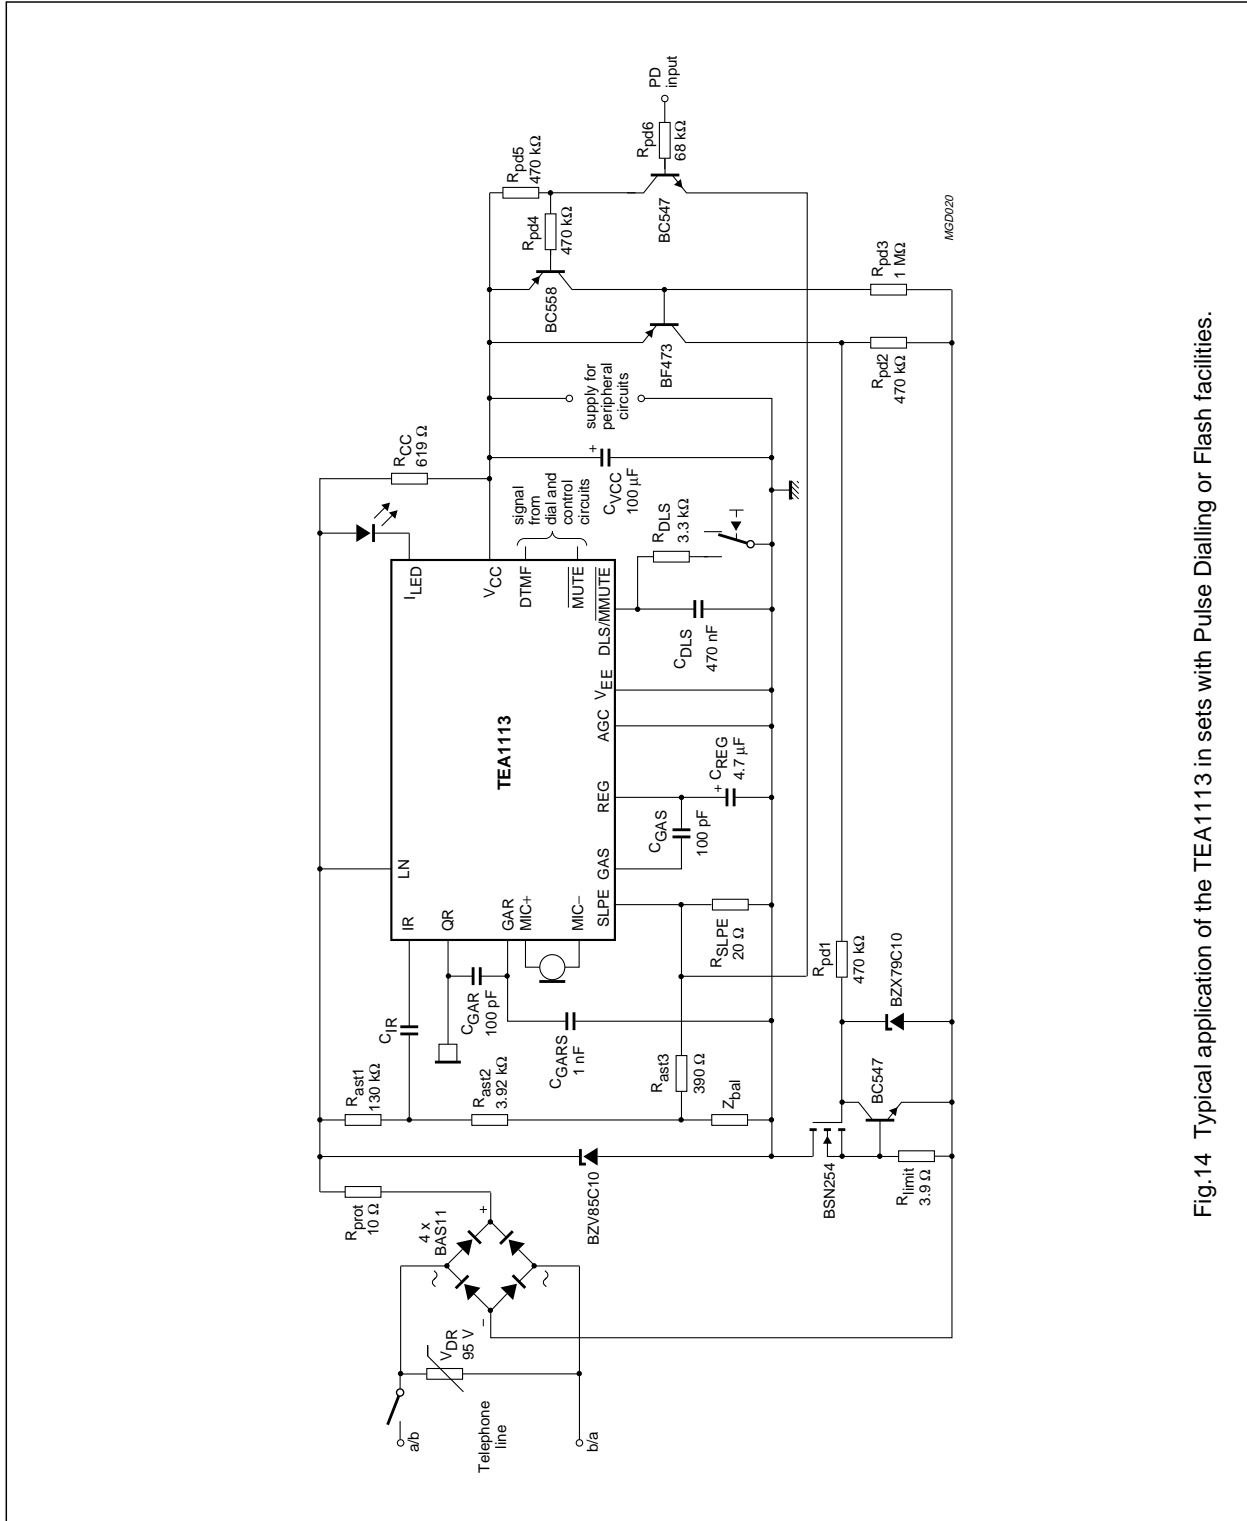 a/b
Telephone
line
b/a
VDR
95 V
4 x
BAS11
~
~
+
−
Rprot
10 Ω
BZV85C10
Rast1
130 kΩ
Rast2
3.92 kΩ
Rast3
390 Ω
Zbal
CIR
CGAR
100 pF
CGARS
1 nF
IR
QR
GAR
MIC+
MIC−
SLPE
LN
TEA1113
GAS
REG
AGC
VEE
DLS/MMUTE
ILED
VCC
DTMF
MUTE
signal
from
dial and
control
circuits
RSLPE
20 Ω
CGAS
100 pF
+
CREG
4.7 μF
CDLS
470 nF
RDLS
3.3 kΩ
RCC
619 Ω
+
CVCC
100 μF
supply for
peripheral
circuits
BSN254
Rlimit
3.9 Ω
BC547
BZX79C10
Rpd1
470 kΩ
BF473
BC558
Rpd2
470 kΩ
Rpd3
1 MΩ
Rpd4
470 kΩ
Rpd5
470 kΩ
BC547
Rpd6
68 kΩ
PD
input
MGD020
Fig.14 Typical application of the TEA1113 in sets with Pulse Dialling or Flash facilities.